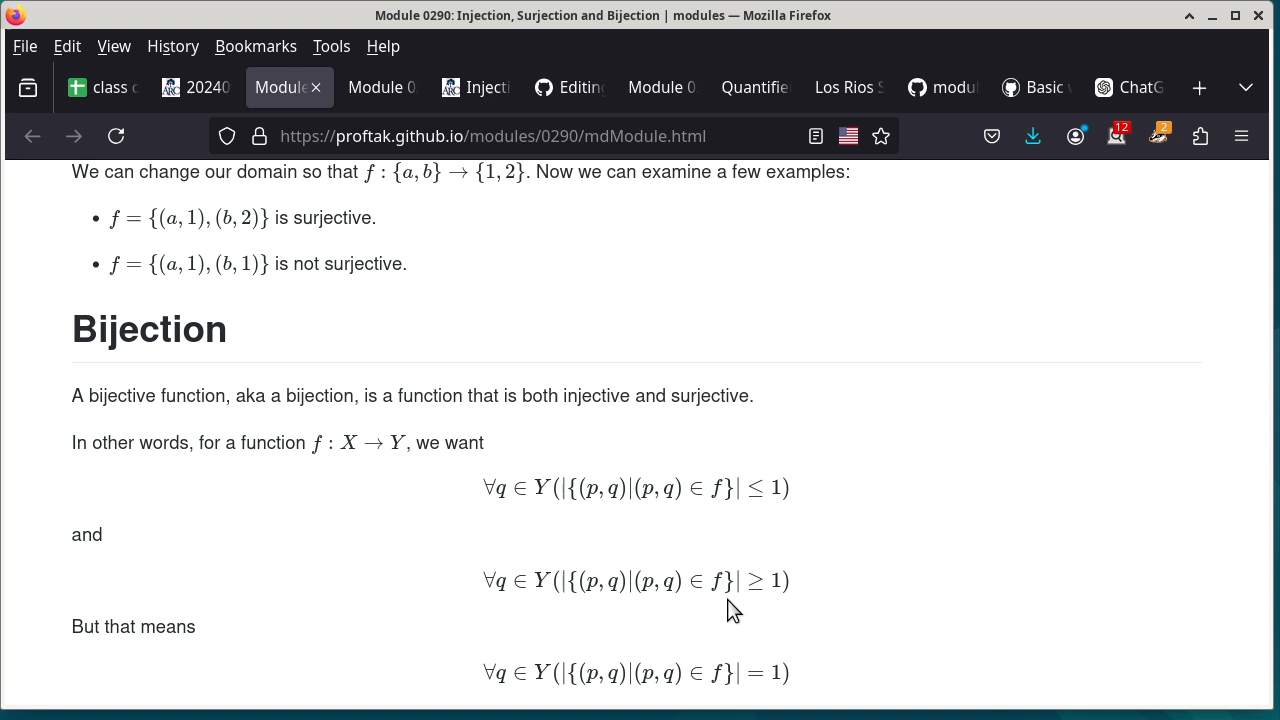 Module 0290: Injection, Surjection and Bijection | modules — Mozilla Firefox
File Edit View History Bookmarks Tools Help
class c 20240 Module Module 0 Injecti Editing Module 0 Quantifie Los Rios S modu Basic ChatG
https://proftak.github.io/modules/0290/mdModule.html 12 2
We can change our domain so that f : {a, b} → {1, 2}. Now we can examine a few examples:
• f = {(a, 1), (b, 2)} is surjective.
• f = {(a, 1), (b, 1)} is not surjective.
Bijection
A bijective function, aka a bijection, is a function that is both injective and surjective.
In other words, for a function f : X → Y, we want
∀q ∈ Y(|{(p, q)|(p, q) ∈ f}| ≤ 1)
and
∀q ∈ Y(|{(p, q)|(p, q) ∈ f}| ≥ 1)
But that means
∀q ∈ Y(|{(p, q)|(p, q) ∈ f}| = 1)